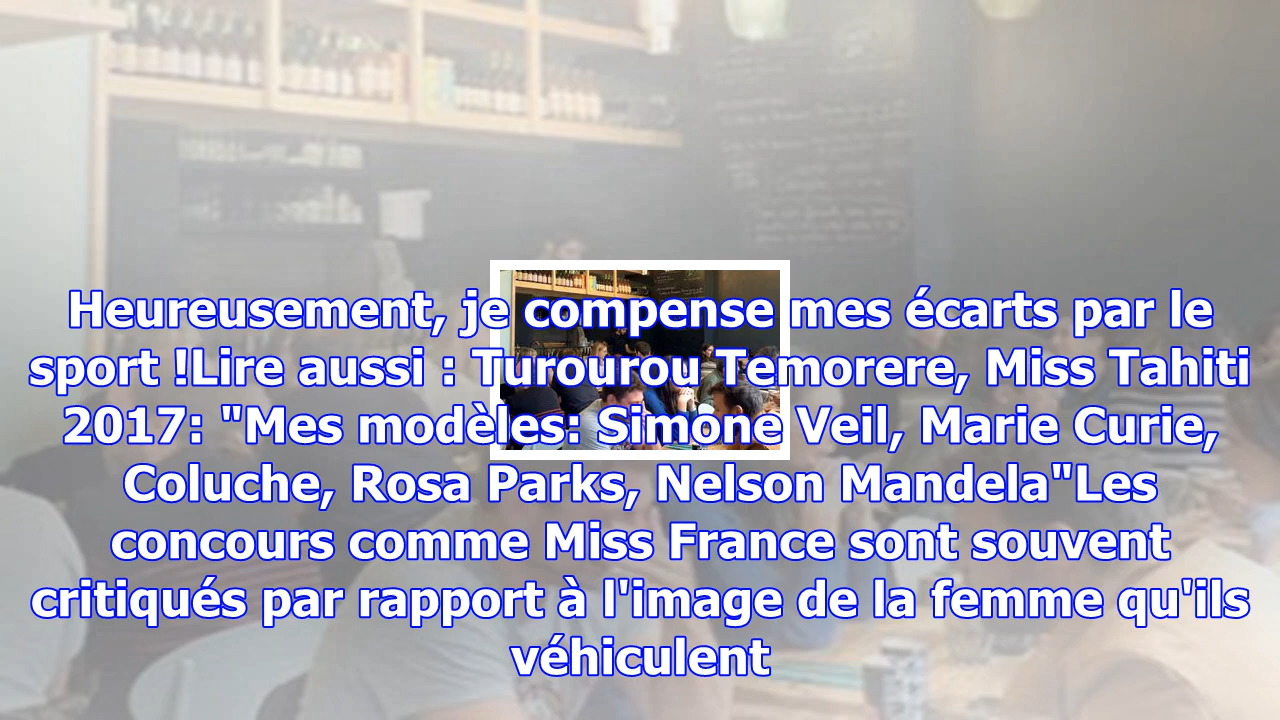 Heureusement, je compense mes écarts par le
sport !Lire aussi : Turourou Temorere, Miss Tahiti
2017: "Mes modèles: Simone Veil, Marie Curie,
Coluche, Rosa Parks, Nelson Mandela"Les
concours comme Miss France sont souvent
critiqués par rapport à l'image de la femme qu'ils
véhiculent